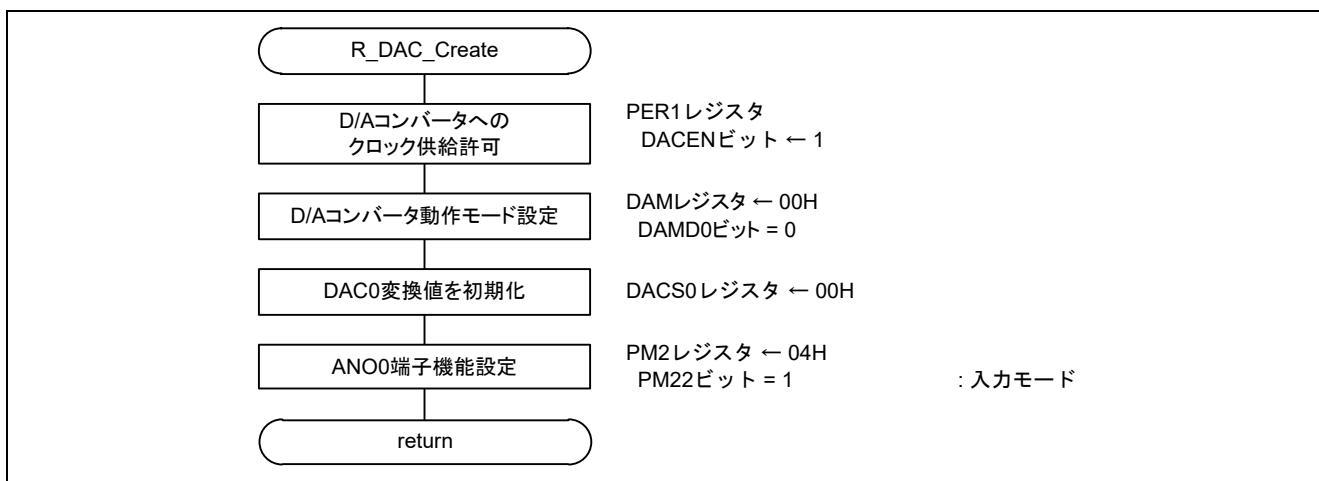 R_DAC_Create
D/Aコンバータへの
クロック供給許可
PER1レジスタ
DACENビット ← 1
D/Aコンバータ動作モード設定
DAMレジスタ ← 00H
DAMD0ビット = 0
DAC0変換値を初期化
DACS0レジスタ ← 00H
ANO0端子機能設定
PM2レジスタ ← 04H
PM22ビット = 1 : 入力モード
return